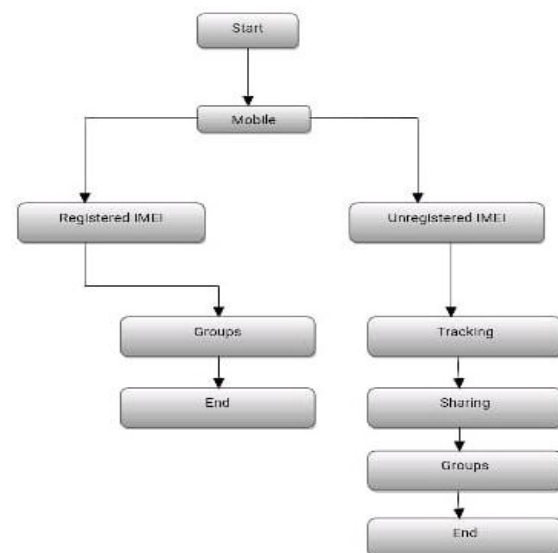 Start
Mobile
Registered IMEI
Unregistered IMEI
Groups
Tracking
End
Sharing
Groups
End